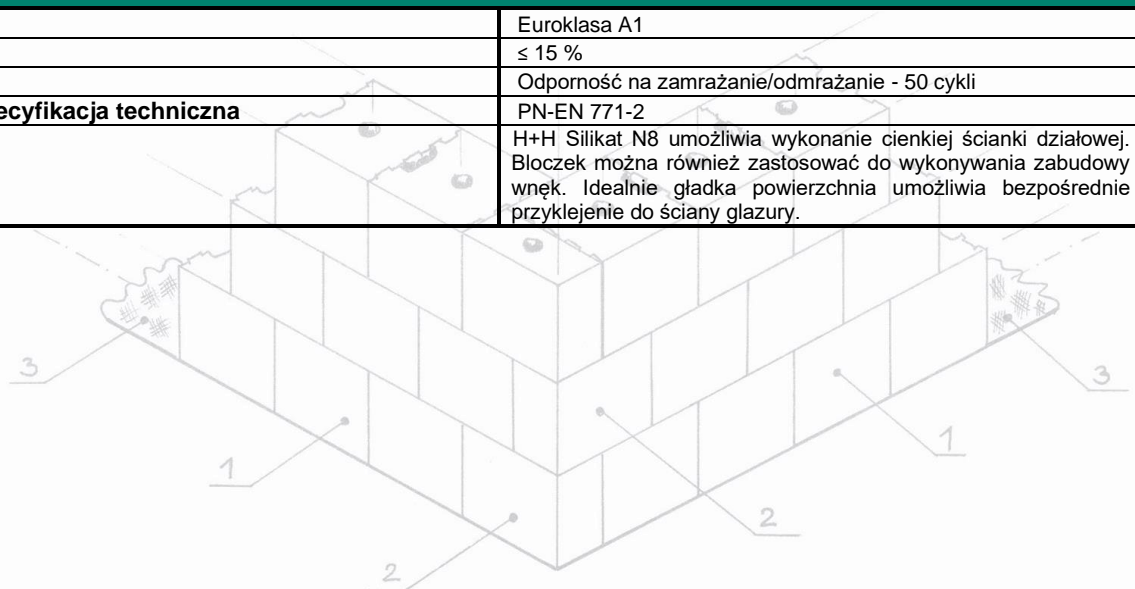 Euroklasa A1
≤ 15 %
Odporność na zamrażanie/odmrażanie - 50 cykli
ecyfikacja techniczna
PN-EN 771-2
H+H Silikat N8 umożliwia wykonanie cienkiej ścianki działowej.
Bloczek można również zastosować do wykonywania zabudowy
wnęk. Idealnie gładka powierzchnia umożliwia bezpośrednie
przyklejenie do ściany glazury.
3
3
1
1
2
2